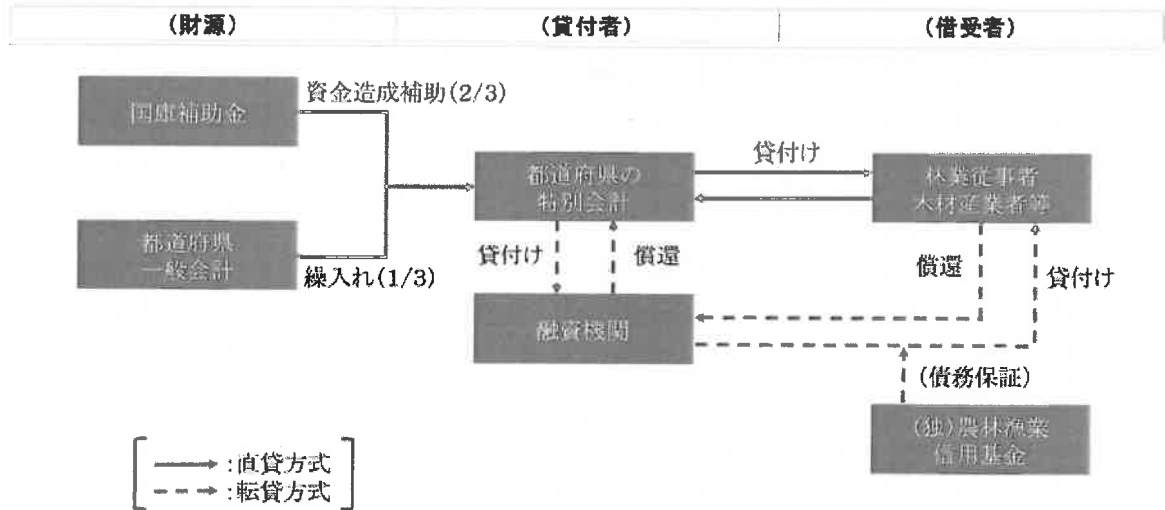 (財源)
(貸付者)
(借受者)
国庫補助金
資金造成補助(2/3)
都道府県
一般会計
繰入れ(1/3)
都道府県の
特別会計
貸付け
林業従事者
木材産業者等
貸付け
償還
償還
貸付け
融資機関
(債務保証)
(独)農林漁業
信用基金
:直貸方式
:転貸方式